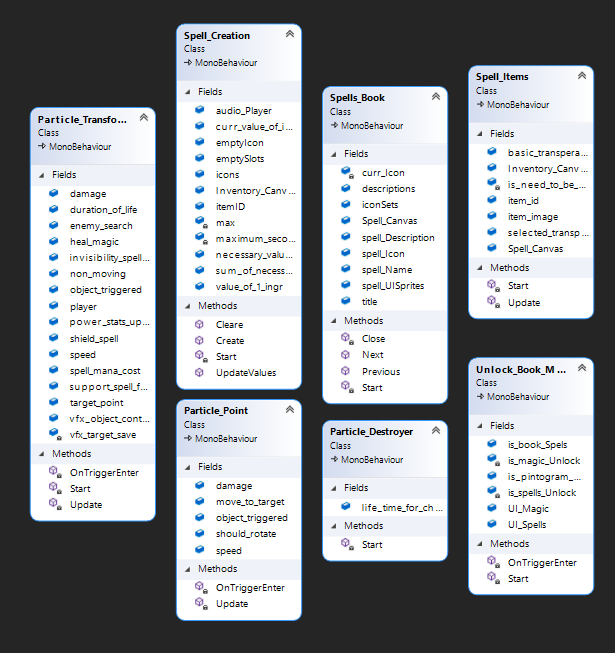 Particle_Transfo...
Class
MonoBehaviour
Fields
damage
duration_of_life
enemy_search
heal_magic
invisibility_spell...
non_moving
object_triggered
player
power_stats_up...
shield_spell
speed
spell_mana_cost
support_spell_f...
target_point
vfx_object_cont...
vfx_target_save
Methods
OnTriggerEnter
Start
Update
Spell_Creation
Class
MonoBehaviour
Fields
audio_Player
curr_value_of_i...
emptyIcon
emptySlots
icons
Inventory_Canv...
itemID
max
maximum_seco...
necessary_valu...
sum_of_necess...
value_of_1_ingr
Methods
Cleare
Create
Start
UpdateValues
Particle_Point
Class
MonoBehaviour
Fields
damage
move_to_target
object_triggered
should_rotate
speed
Methods
OnTriggerEnter
Update
Spells_Book
Class
MonoBehaviour
Fields
curr_Icon
descriptions
iconSets
Spell_Canvas
spell_Description
spell_Icon
spell_Name
spell_UISprites
title
Methods
Close
Next
Previous
Start
Particle_Destroyer
Class
MonoBehaviour
Fields
life_time_for_ch...
Methods
Start
Spell_Items
Class
MonoBehaviour
Fields
basic_transpera...
Inventory_Canv...
is_need_to_be_...
item_id
item_image
selected_transp...
Spell_Canvas
Methods
Start
Update
Unlock_Book_M...
Class
MonoBehaviour
Fields
is_book_Spels
is_magic_Unlock
is_pintogram_...
is_spells_Unlock
UI_Magic
UI_Spells
Methods
OnTriggerEnter
Start